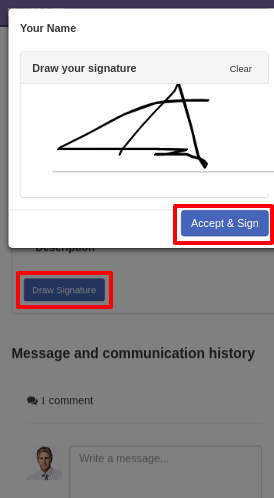 Your Name
Draw your signature
Clear
Accept & Sign
Description
Draw Signature
Message and communication history
1 comment
Write a message...